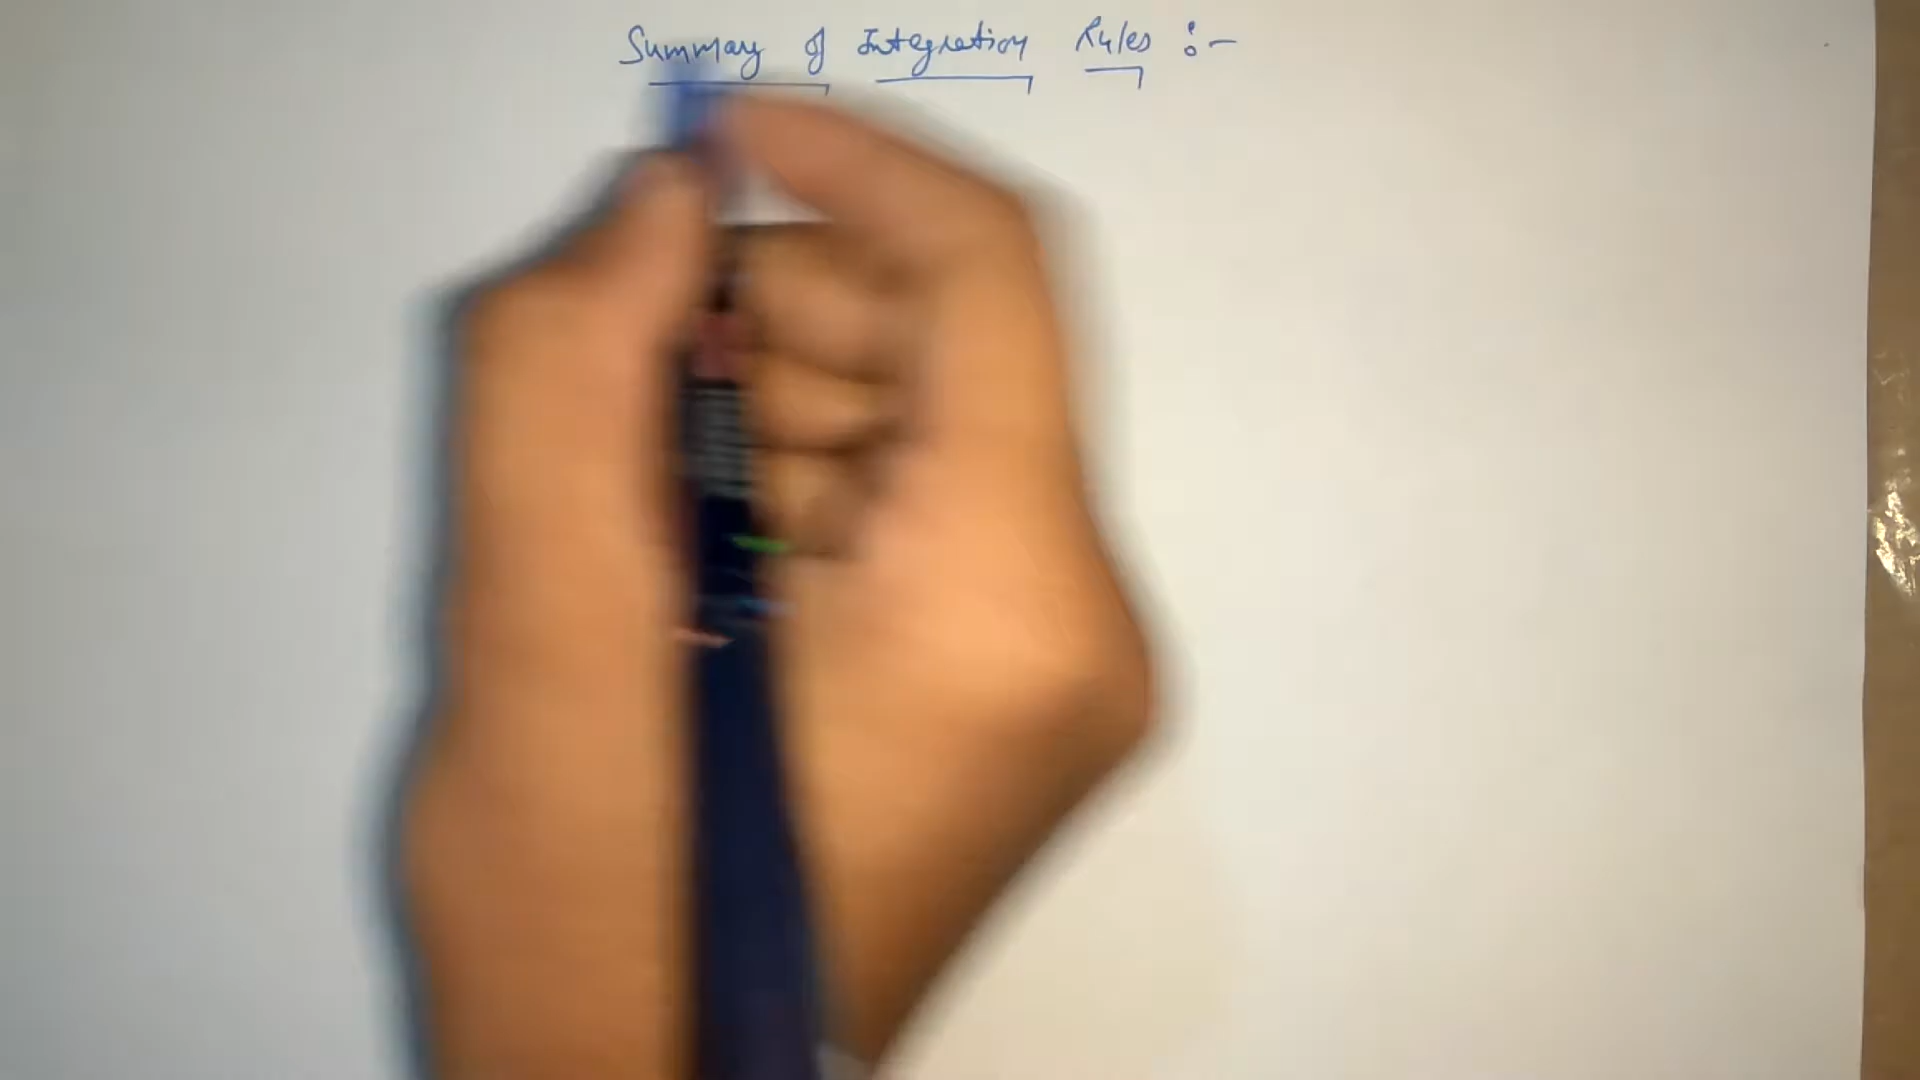 Summary of Integration Rules :-